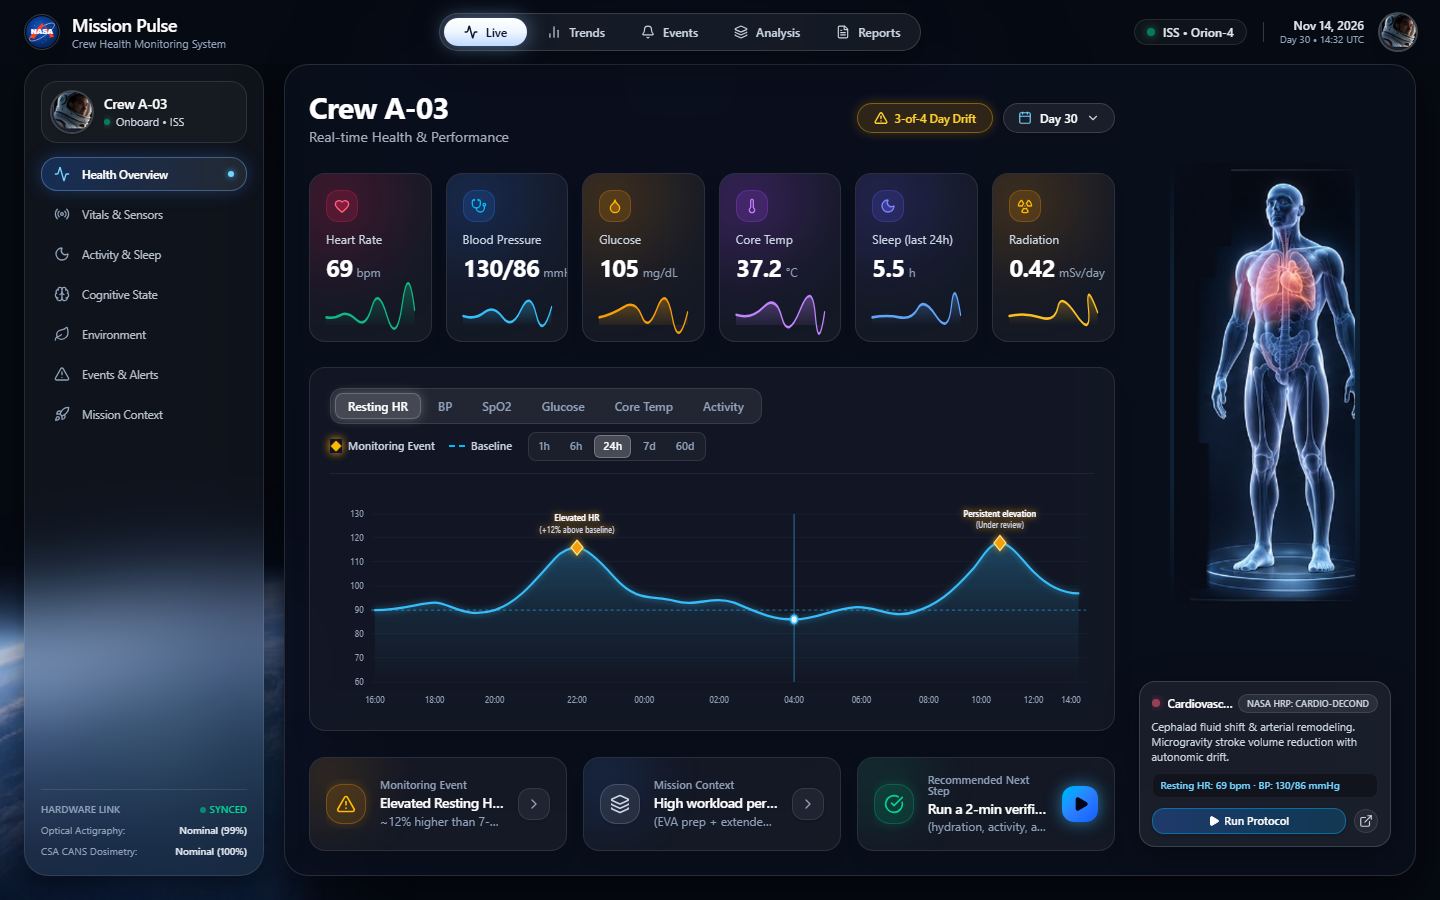 NASA
Mission Pulse
Crew Health Monitoring System
Live
Trends
Events
Analysis
Reports
ISS • Orion-4
Nov 14, 2026
Day 30 • 14:32 UTC
Crew A-03
Onboard • ISS
Health Overview
Vitals & Sensors
Activity & Sleep
Cognitive State
Environment
Events & Alerts
Mission Context
HARDWARE LINK
SYNCED
Optical Actigraphy:
Nominal (99%)
CSA CANS Dosimetry:
Nominal (100%)
Crew A-03
Real-time Health & Performance
3-of-4 Day Drift
Day 30
Heart Rate
69 bpm
Blood Pressure
130/86 mmH
Glucose
105 mg/dL
Core Temp
37.2 °C
Sleep (last 24h)
5.5 h
Radiation
0.42 mSv/day
Resting HR
BP
SpO2
Glucose
Core Temp
Activity
Monitoring Event
Baseline
1h
6h
24h
7d
60d
130
120
110
100
90
80
70
60
Elevated HR
(+12% above baseline)
Persistent elevation
(Under review)
16:00
18:00
20:00
22:00
00:00
02:00
04:00
06:00
08:00
10:00
12:00
14:00
Monitoring Event
Elevated Resting H...
~12% higher than 7-...
Mission Context
High workload per...
(EVA prep + extende...
Recommended Next
Step
Run a 2-min verifi...
(hydration, activity, a...
Cardiovasc...
NASA HRP: CARDIO-DECOND
Cephalad fluid shift & arterial remodeling.
Microgravity stroke volume reduction with
autonomic drift.
Resting HR: 69 bpm · BP: 130/86 mmHg
Run Protocol